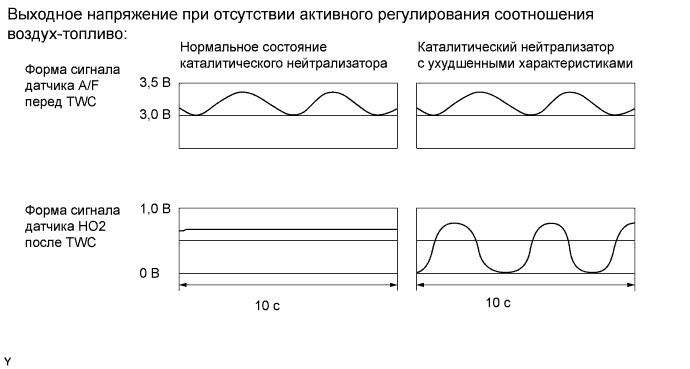 Выходное напряжение при отсутствии активного регулирования соотношения
воздух-топливо:
Нормальное состояние
каталитического нейтрализатора
Каталитический нейтрализатор
с ухудшенными характеристиками
Форма сигнала
датчика A/F
перед TWC
3,5 В
3,0 В
Форма сигнала
датчика HO2
после TWC
1,0 В
0 В
10 с
10 с
Y